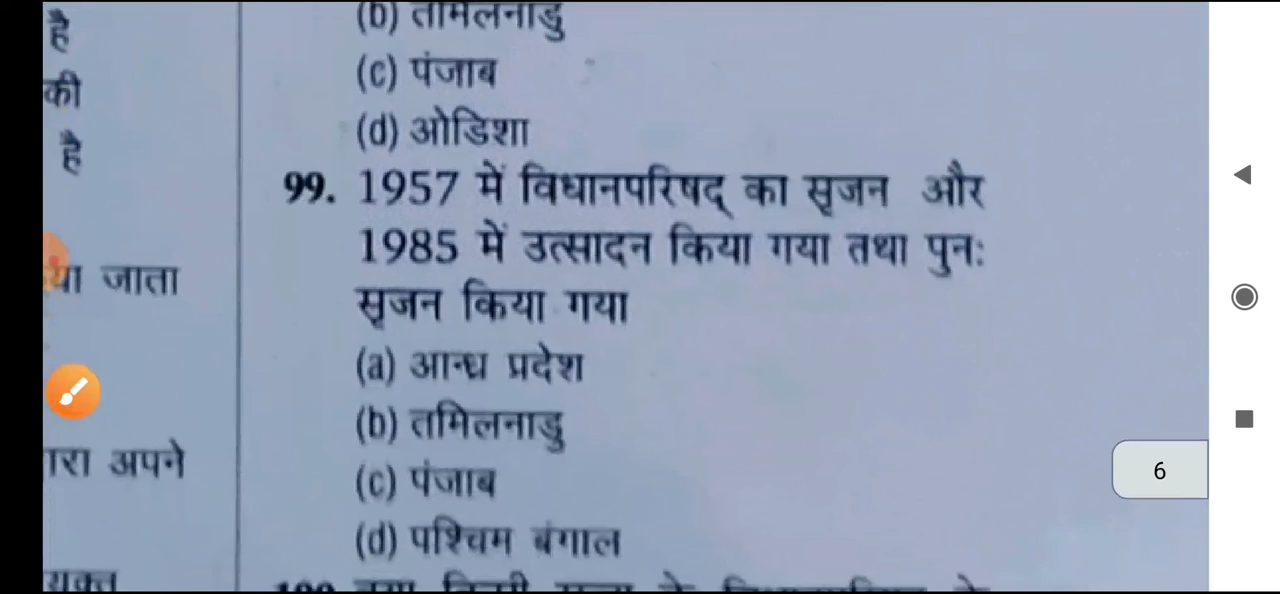 है
की
है
या जाता
ारा अपने
(b) तमिलनाडु
(c) पंजाब
(d) ओडिशा
99. 1957 में विधानपरिषद् का सृजन और
1985 में उत्सादन किया गया तथा पुनः
सृजन किया गया
(a) आन्ध्र प्रदेश
(b) तमिलनाडु
(c) पंजाब
(d) पश्चिम बंगाल
6